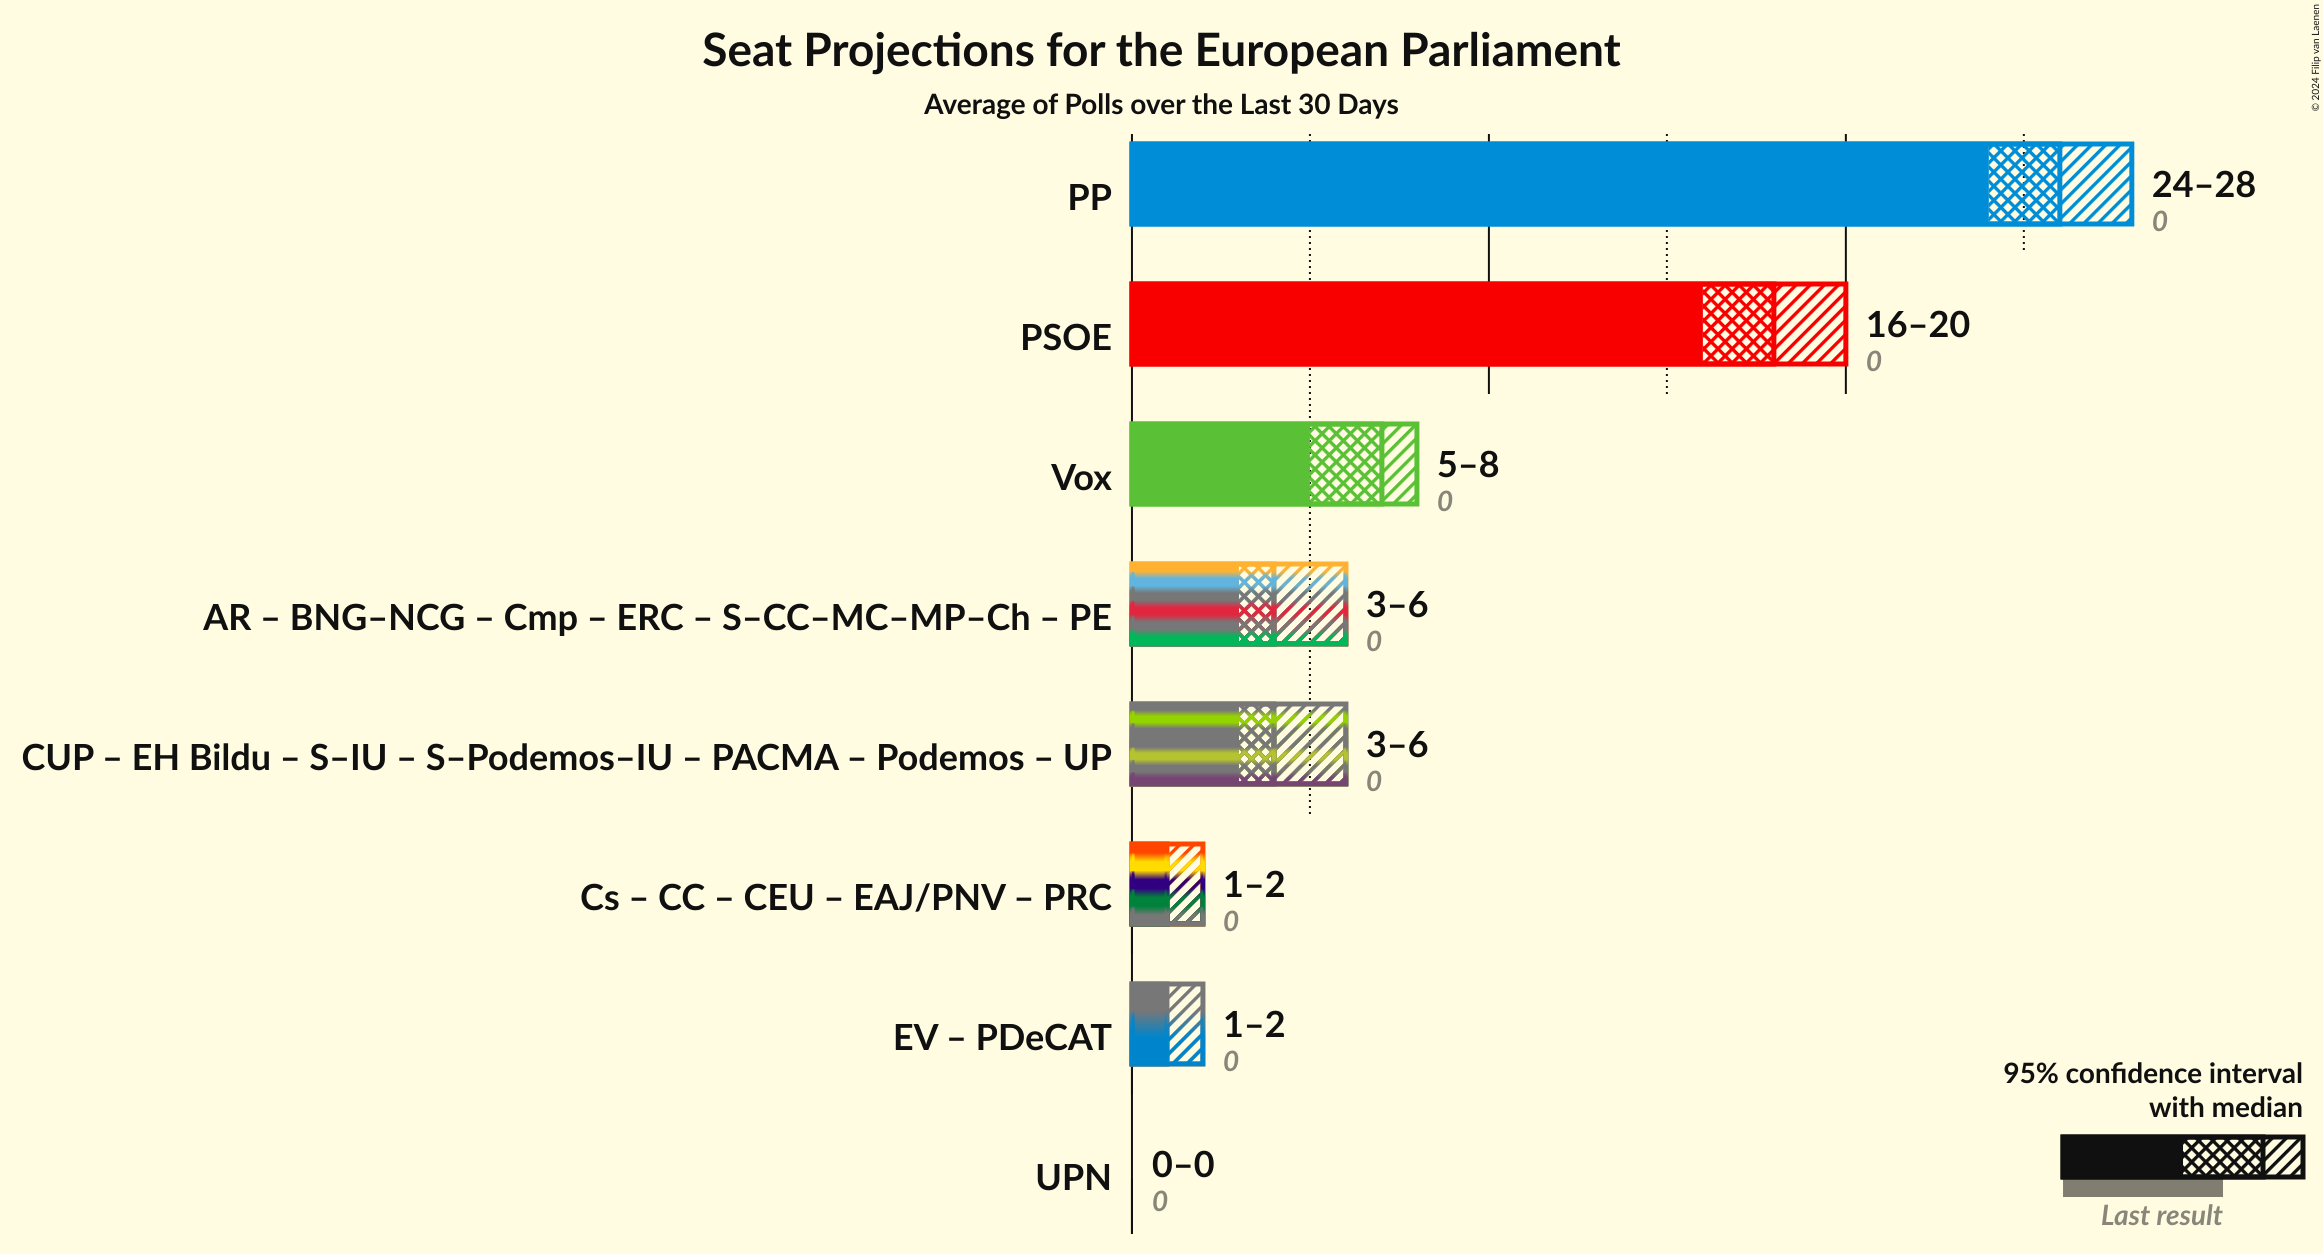 Seat Projections for the European Parliament
Average of Polls over the Last 30 Days
© 2024 Filip van Laenen
PP
24–28
0
PSOE
16–20
0
Vox
5–8
0
AR – BNG–NCG – Cmp – ERC – S–CC–MC–MP–Ch – PE
3–6
0
CUP – EH Bildu – S–IU – S–Podemos–IU – PACMA – Podemos – UP
3–6
0
Cs – CC – CEU – EAJ/PNV – PRC
1–2
0
EV – PDeCAT
1–2
0
UPN
0–0
0
95% confidence interval
with median
Last result